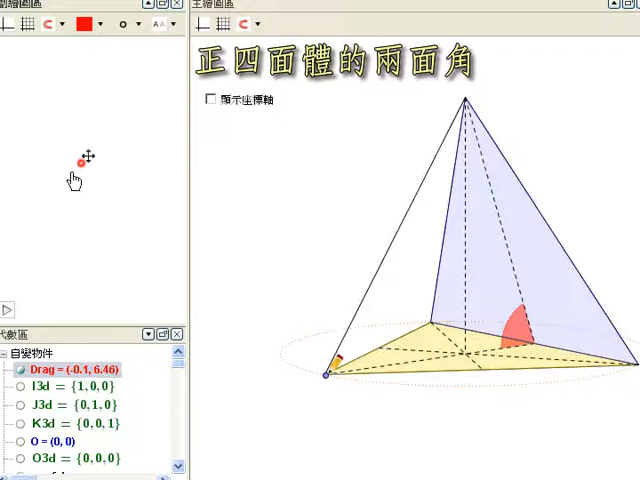 主繪圖區
A A
正四面體的兩面角
顯示座標軸
代數區
自變物件
Drag = (-0.1, 6.46)
I3d = {1, 0, 0}
J3d = {0, 1, 0}
K3d = {0, 0, 1}
O = (0, 0)
O3d = {0, 0, 0}